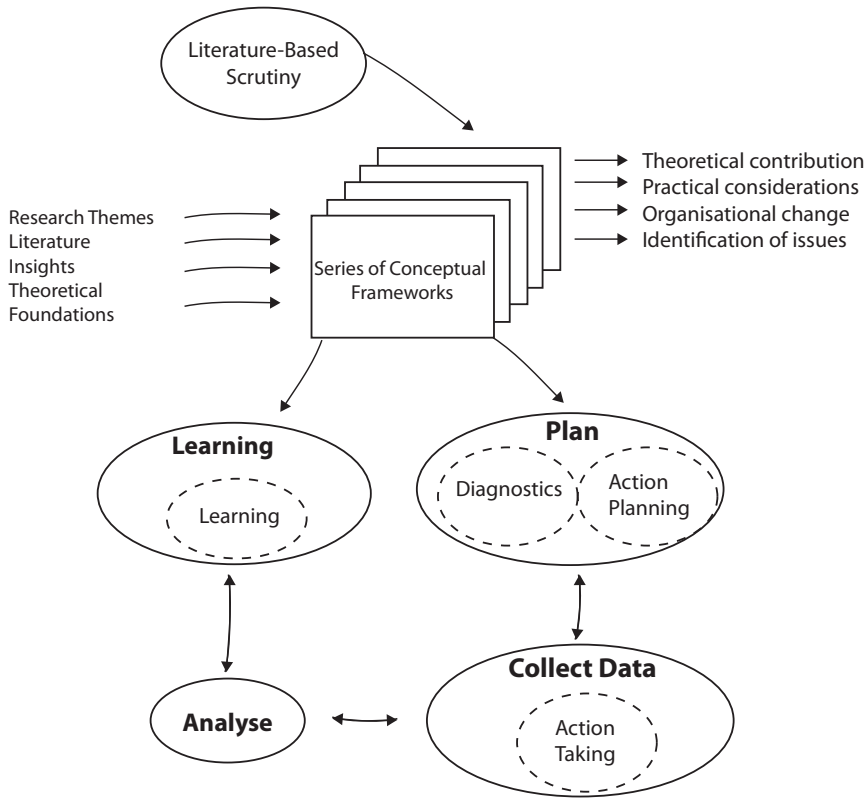 Literature-Based
Scrutiny
Theoretical contribution
Practical considerations
Organisational change
Identification of issues
Research Themes
Literature
Insights
Theoretical
Foundations
Series of Conceptual
Frameworks
Learning
Learning
Plan
Diagnostics
Action
Planning
Analyse
Collect Data
Action
Taking